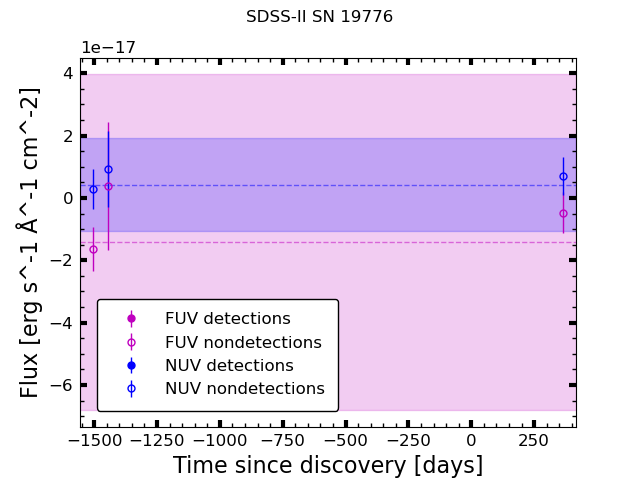 SDSS-II SN 19776
1e−17
4
2
0
−2
−4
−6
Flux [erg s^-1 Å^-1 cm^-2]
FUV detections
FUV nondetections
NUV detections
NUV nondetections
−1500 −1250 −1000 −750 −500 −250 0 250
Time since discovery [days]